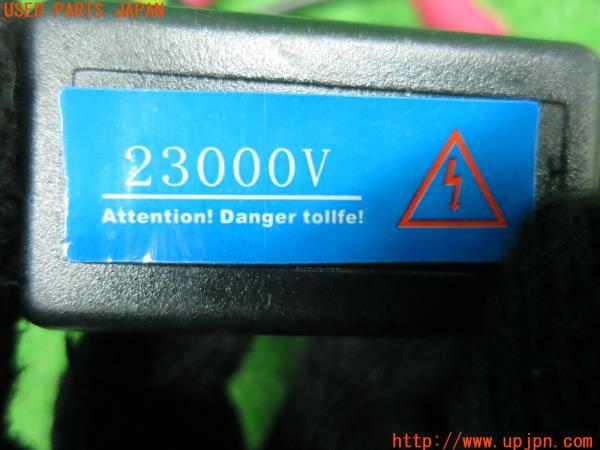 USED PARTS JAPAN
23000V
Attention! Danger tollfe!
http://www.upjpn.com/